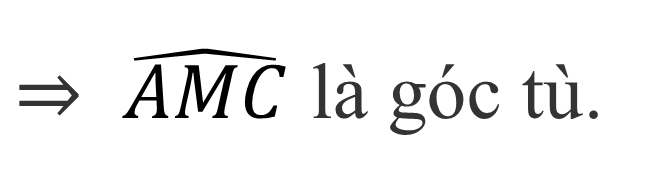 ⇒ $\widehat{AMC}$ là góc tù.